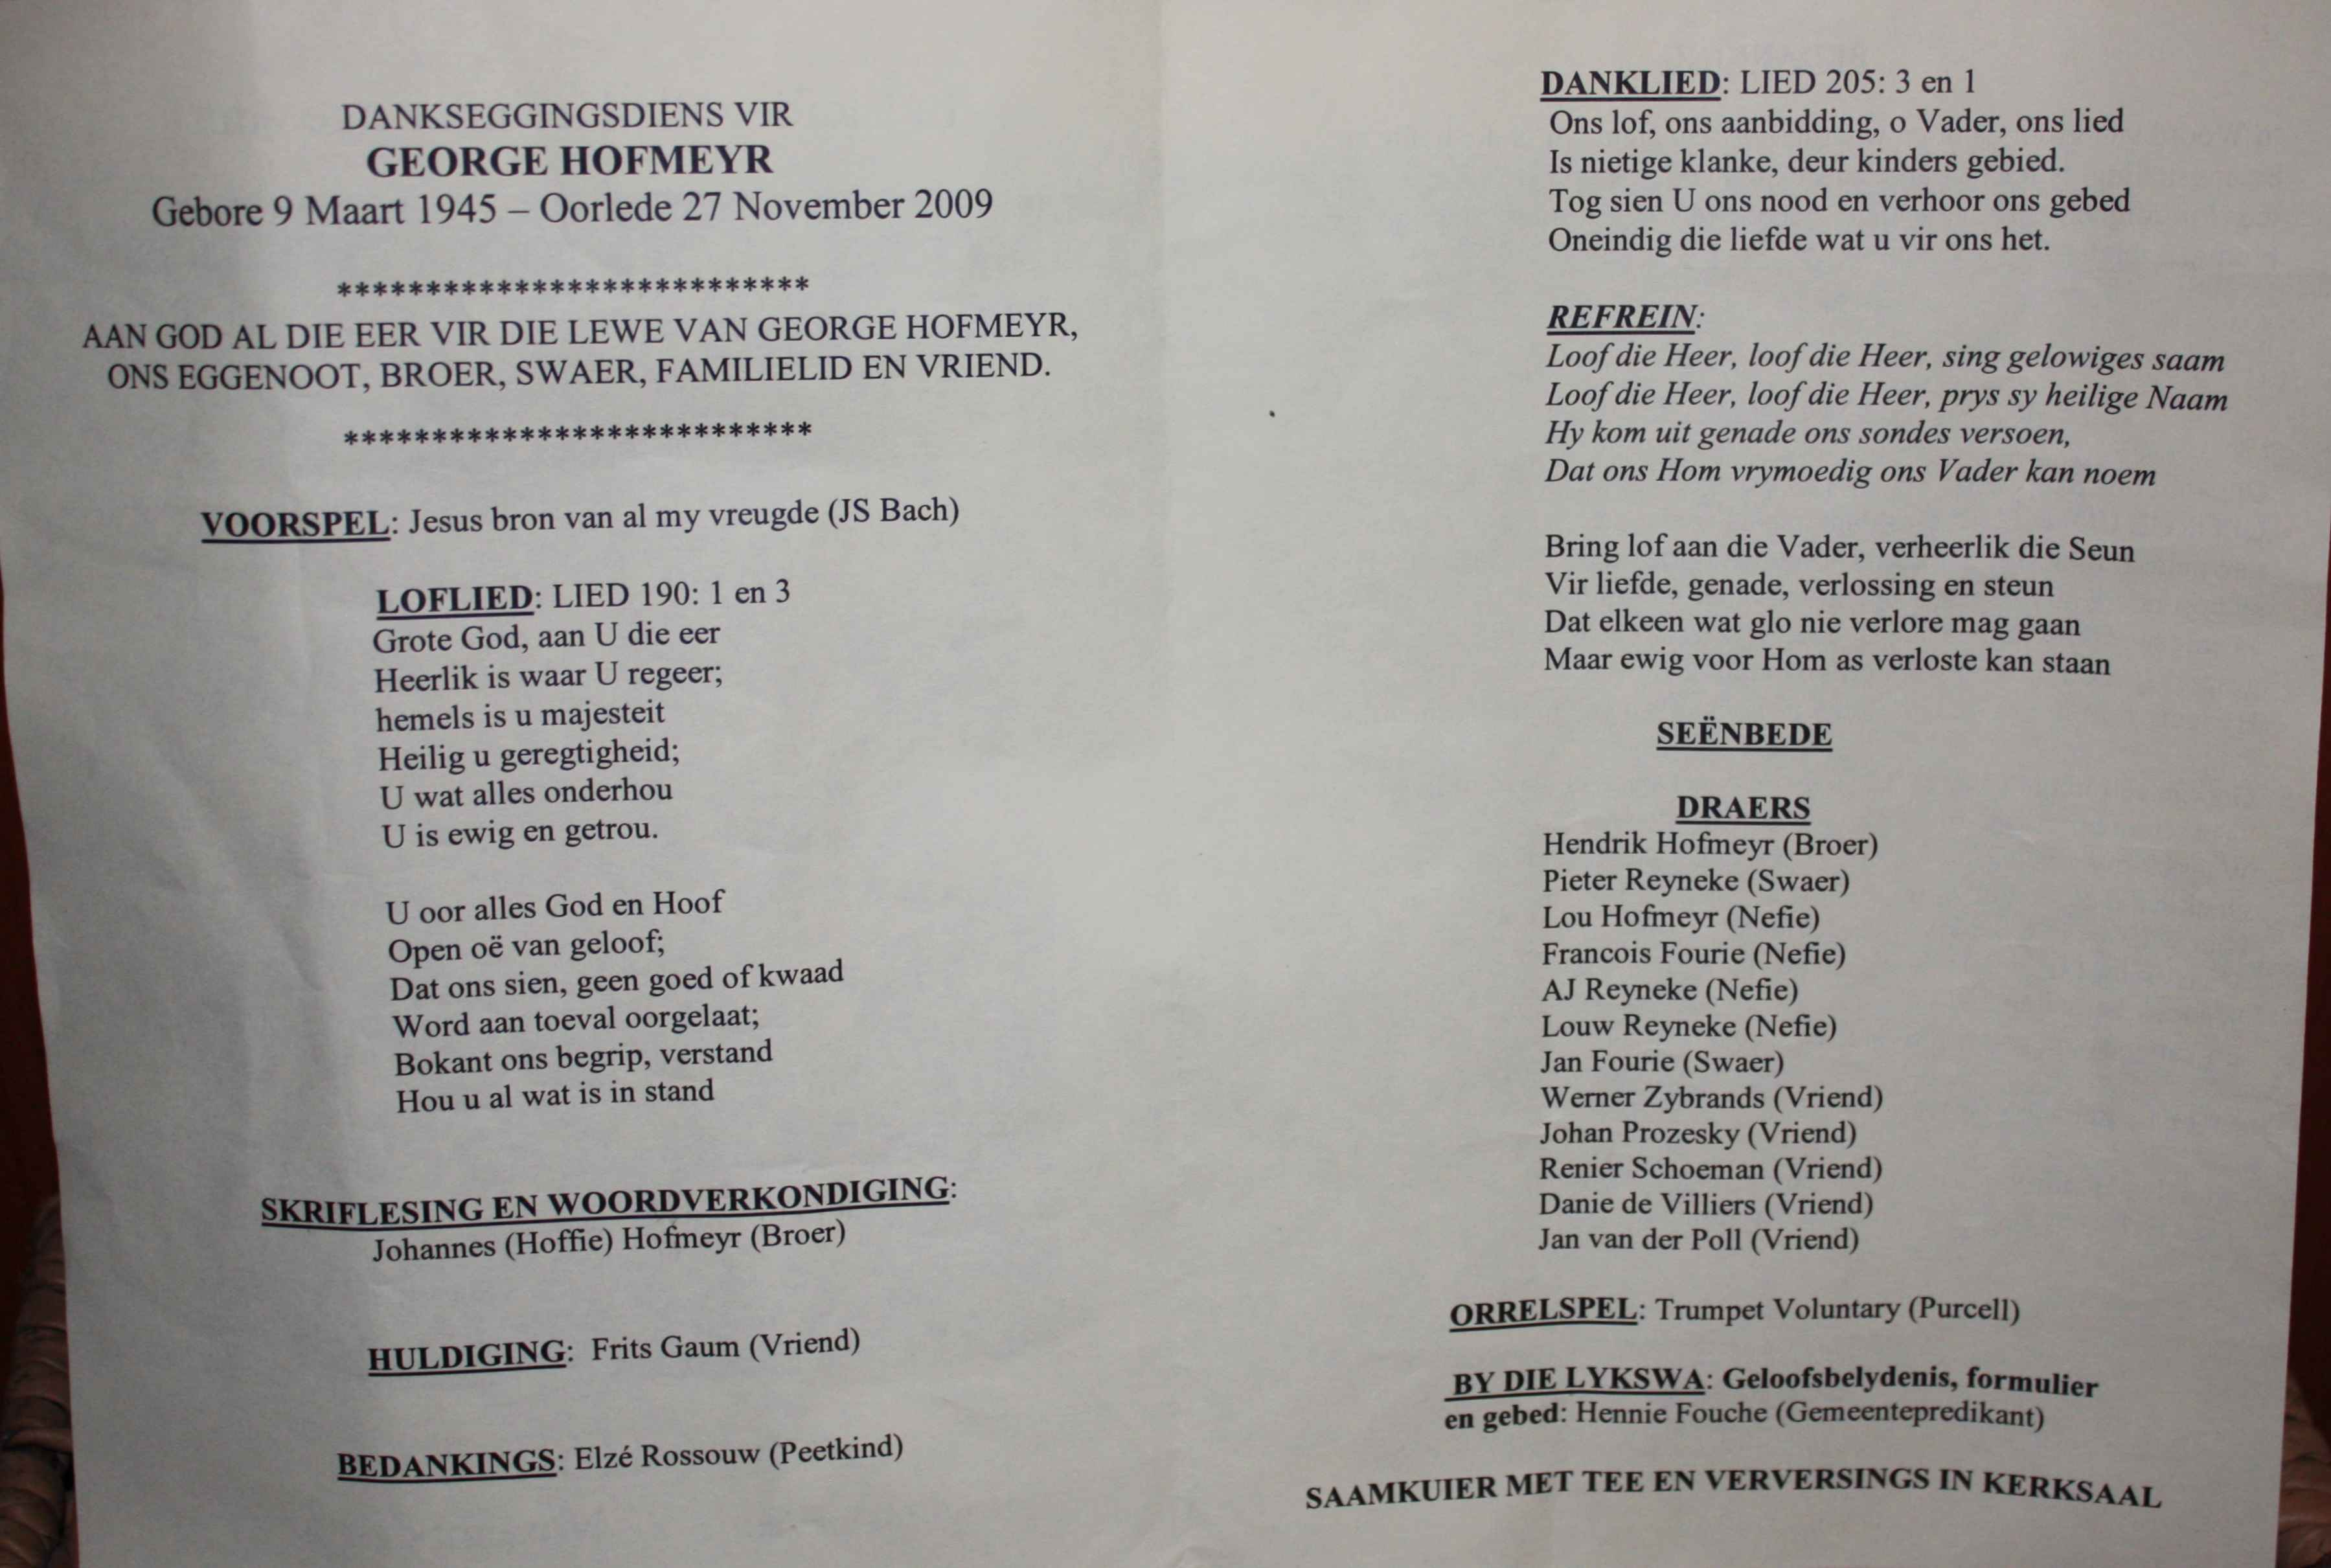 DANKSEGGINGSDIENS VIR
GEORGE HOFMEYR
Gebore 9 Maart 1945 – Oorlede 27 November 2009
***************************
AAN GOD AL DIE EER VIR DIE LEWE VAN GEORGE HOFMEYR,
ONS EGGENOOT, BROER, SWAER, FAMILIELID EN VRIEND.
***************************
VOORSPEL: Jesus bron van al my vreugde (JS Bach)
LOFLIED: LIED 190: 1 en 3
Grote God, aan U die eer
Heerlik is waar U regeer;
hemels is u majesteit
Heilig u geregtigheid;
U wat alles onderhou
U is ewig en getrou.
U oor alles God en Hoof
Open oë van geloof;
Dat ons sien, geen goed of kwaad
Word aan toeval oorgelaat;
Bokant ons begrip, verstand
Hou u al wat is in stand
SKRIFLESING EN WOORDVERKONDIGING:
Johannes (Hoffie) Hofmeyr (Broer)
HULDIGING: Frits Gaum (Vriend)
BEDANKINGS: Elzé Rossouw (Peetkind)
DANKLIED: LIED 205: 3 en 1
Ons lof, ons aanbidding, o Vader, ons lied
Is nietige klanke, deur kinders gebied.
Tog sien U ons nood en verhoor ons gebed
Oneindig die liefde wat u vir ons het.
REFREIN:
Loof die Heer, loof die Heer, sing gelowiges saam
Loof die Heer, loof die Heer, prys sy heilige Naam
Hy kom uit genade ons sondes versoen,
Dat ons Hom vrymoedig ons Vader kan noem
Bring lof aan die Vader, verheerlik die Seun
Vir liefde, genade, verlossing en steun
Dat elkeen wat glo nie verlore mag gaan
Maar ewig voor Hom as verloste kan staan
SEËNBEDE
DRAERS
Hendrik Hofmeyr (Broer)
Pieter Reyneke (Swaer)
Lou Hofmeyr (Nefie)
Francois Fourie (Nefie)
AJ Reyneke (Nefie)
Louw Reyneke (Nefie)
Jan Fourie (Swaer)
Werner Zybrands (Vriend)
Johan Prozesky (Vriend)
Renier Schoeman (Vriend)
Danie de Villiers (Vriend)
Jan van der Poll (Vriend)
ORRELSPEL: Trumpet Voluntary (Purcell)
BY DIE LYKSWA: Geloofsbelydenis, formulier
en gebed: Hennie Fouche (Gemeentepredikant)
SAAMKUIER MET TEE EN VERVERSINGS IN KERKSAAL